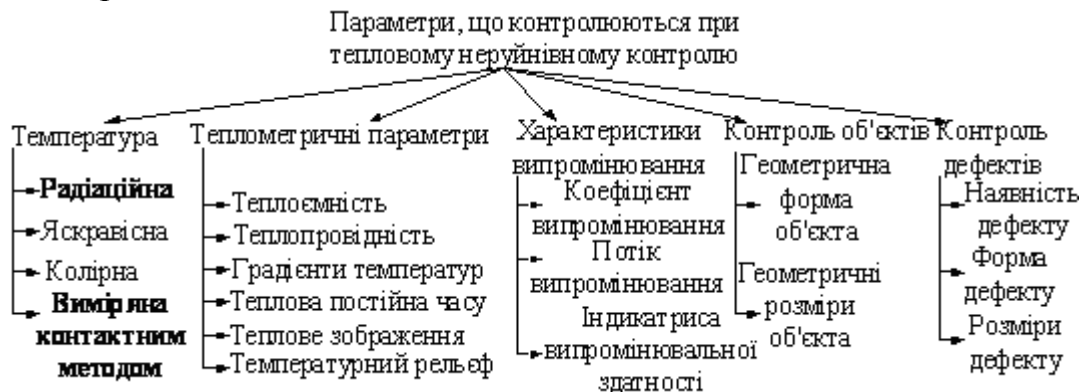 Параметри, що контролюються при
тепловому неруйнівному контролю
Температура
Радіаційна
Яскравісна
Колірна
Виміряна
контактним
методом
Теплометричні параметри
Теплоємність
Теплопровідність
Градієнти температур
Теплова постійна часу
Теплове зображення
Температурний рельєф
Характеристики
випромінювання
Коефіцієнт
випромінювання
Потік
випромінювання
Індикатриса
випромінювальної
здатності
Контроль об'єктів
Геометрична
форма
об'єкта
Геометричні
розміри
об'єкта
Контроль
дефектів
Наявність
дефекту
Форма
дефекту
Розміри
дефекту